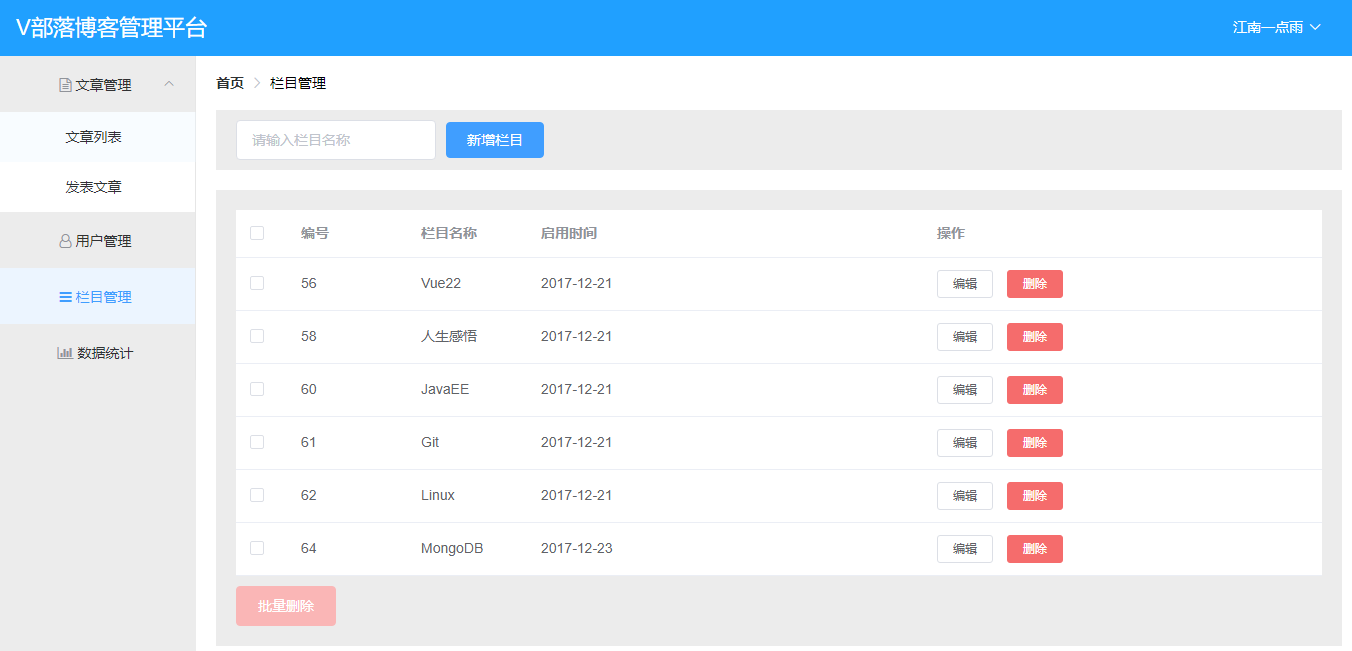 V部落博客管理平台
江南一点雨
文章管理
文章列表
发表文章
用户管理
栏目管理
数据统计
首页 栏目管理
请输入栏目名称 新增栏目
编号 栏目名称 启用时间 操作
56 Vue22 2017-12-21 编辑 删除
58 人生感悟 2017-12-21 编辑 删除
60 JavaEE 2017-12-21 编辑 删除
61 Git 2017-12-21 编辑 删除
62 Linux 2017-12-21 编辑 删除
64 MongoDB 2017-12-23 编辑 删除
批量删除